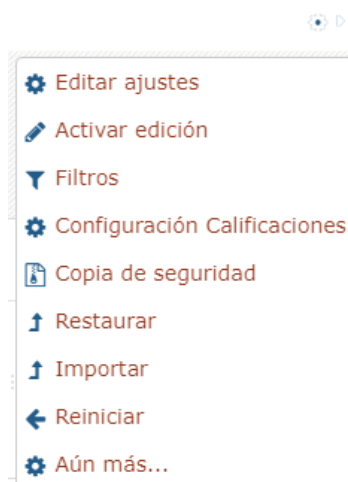 Editar ajustes
Activar edición
Filtros
Configuración Calificaciones
Copia de seguridad
Restaurar
Importar
Reiniciar
Aún más...